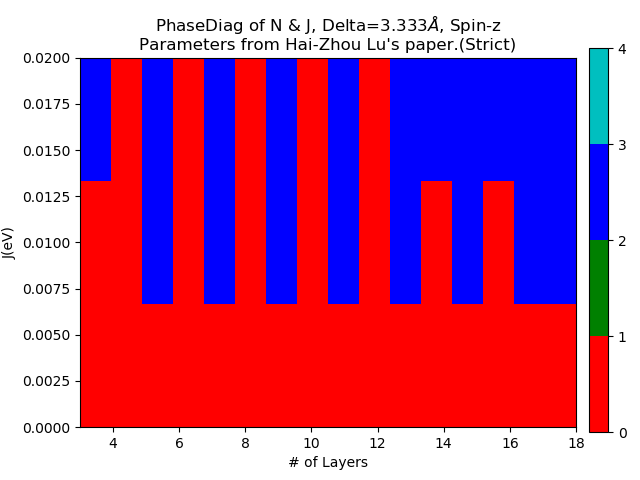 PhaseDiag of N & J, Delta=3.333Å, Spin-z
Parameters from Hai-Zhou Lu's paper.(Strict)
0.0200
0.0175
0.0150
0.0125
0.0100
0.0075
0.0050
0.0025
0.0000
J(eV)
4 6 8 10 12 14 16 18
# of Layers
4
3
2
1
0